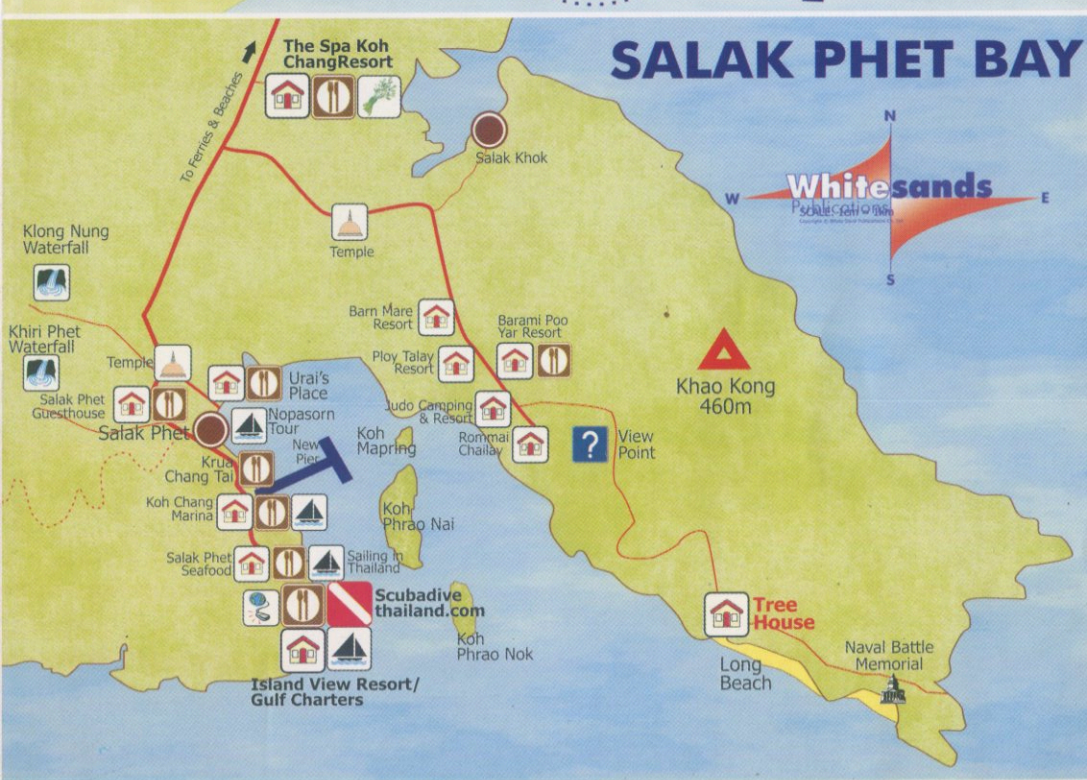 SALAK PHET BAY
The Spa Koh
ChangResort
To Ferries & Beaches
Salak Khok
N
W
E
S
Whitesands
Publications
SCALE: 1cm = 1km
Temple
Klong Nung
Waterfall
Khiri Phet
Waterfall
Temple
Barn Mare
Resort
Barami Poo
Yar Resort
Ploy Talay
Resort
Khao Kong
460m
Urai's
Place
Salak Phet
Guesthouse
Judo Camping
& Resort
Nopasorn
Tour
Salak Phet
Koh
Mapring
Rommai
Chailay
?
View
Point
New
Pier
Krua
Chang Tai
Koh Chang
Marina
Koh
Phrao Nai
Salak Phet
Seafood
Sailing in
Thailand
Scubadive
thailand.com
Tree
House
Koh
Phrao Nok
Long
Beach
Naval Battle
Memorial
Island View Resort/
Gulf Charters